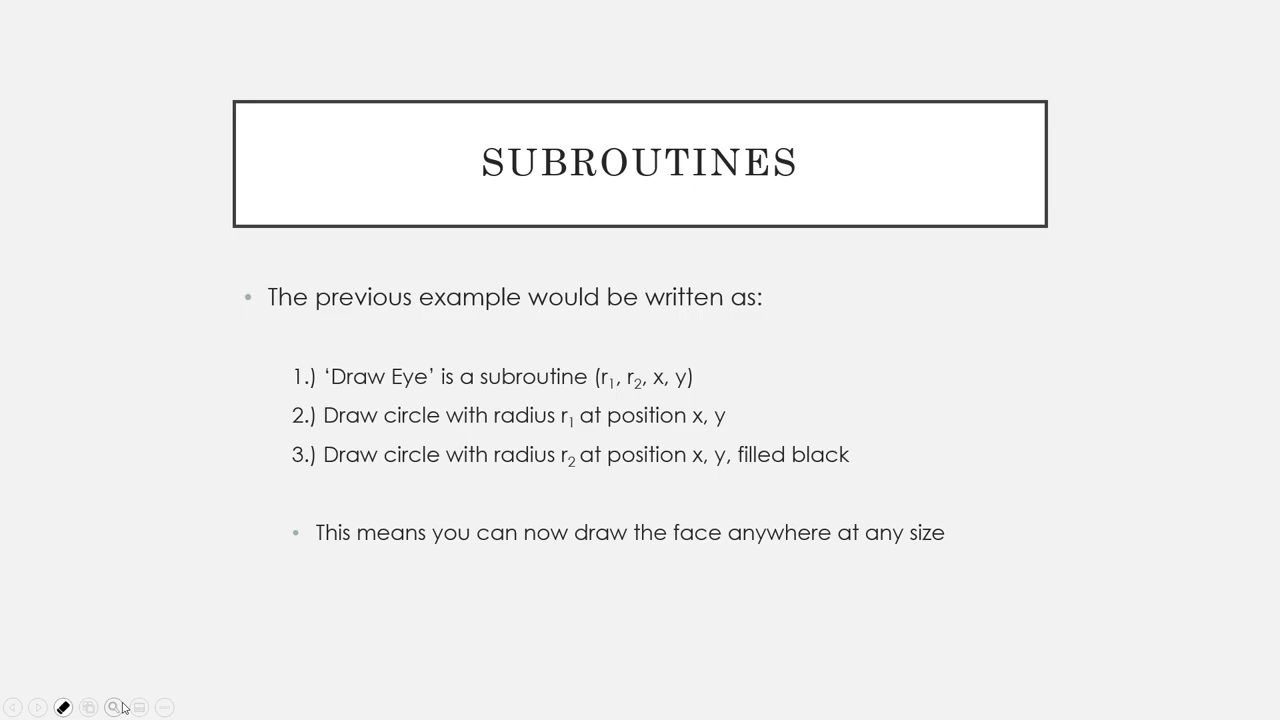 SUBROUTINES
• The previous example would be written as:
1.) ‘Draw Eye’ is a subroutine (r₁, r₂, x, y)
2.) Draw circle with radius r₁ at position x, y
3.) Draw circle with radius r₂ at position x, y, filled black
• This means you can now draw the face anywhere at any size